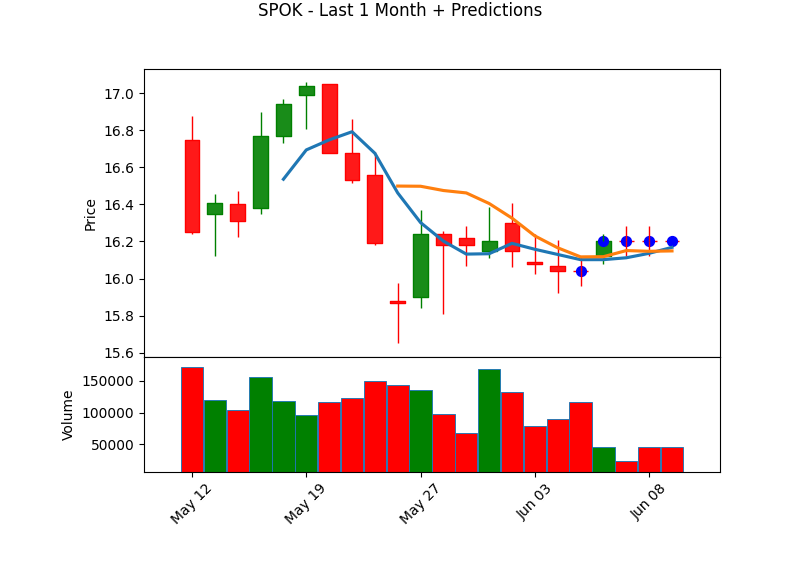 SPOK - Last 1 Month + Predictions
17.0
16.8
16.6
16.4
16.2
16.0
15.8
15.6
Price
150000
100000
50000
Volume
May 12
May 19
May 27
Jun 03
Jun 08